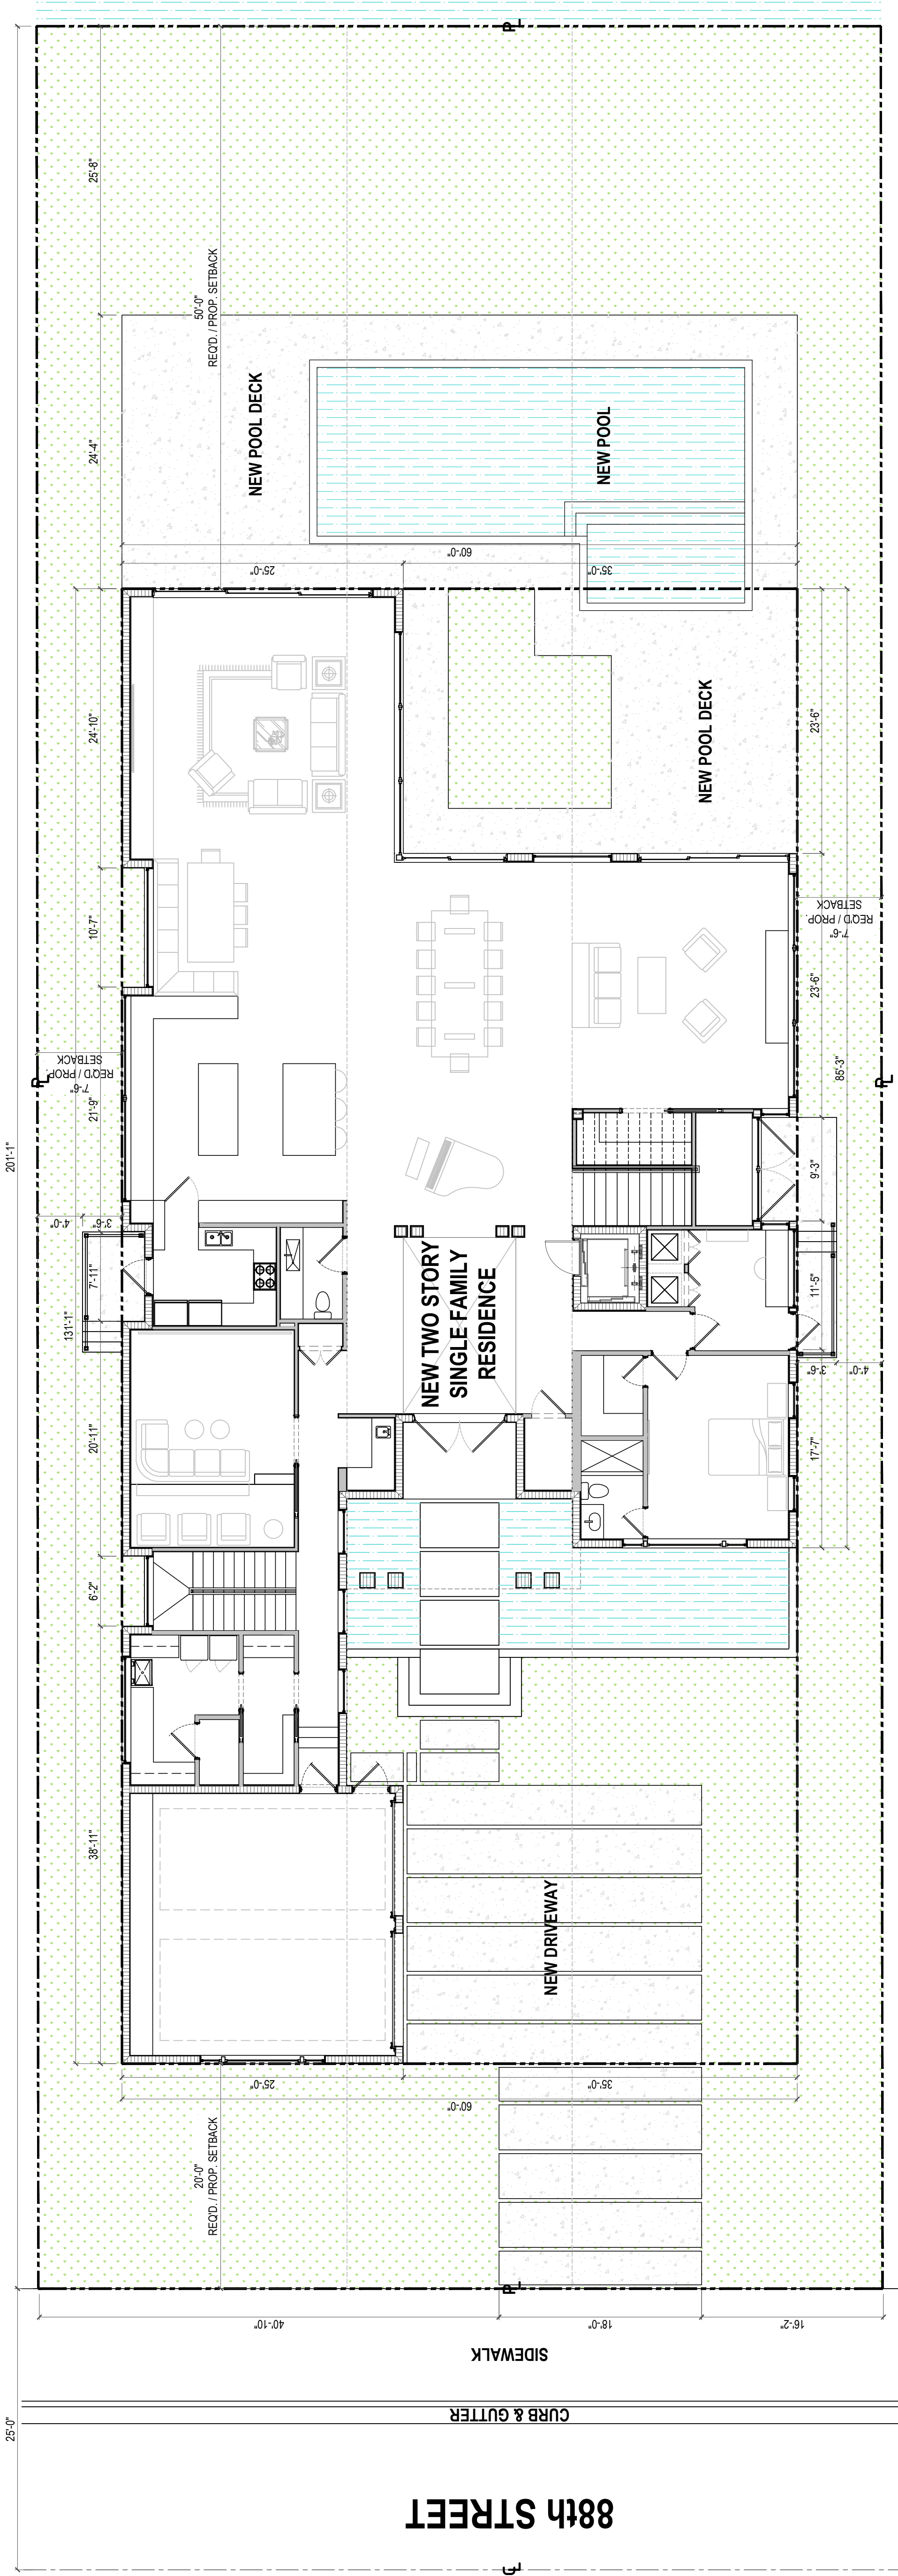 PL
25'-8"
50'-0"
REQ'D. / PROP. SETBACK
NEW POOL DECK
24'-4"
NEW POOL
60'-0"
25'-0"
35'-0"
24'-10"
NEW POOL DECK
23'-6"
10'-7"
7'-6"
REQ'D / PROP
SETBACK
23'-6"
7'-6"
REQ'D / PROP.
SETBACK
PL
PL
85'-3"
21'-9"
201'-1"
9'-3"
4'-0"
3'-6"
7'-11"
131'-1"
NEW TWO STORY
SINGLE FAMILY
RESIDENCE
11'-5"
3'-6"
4'-0"
20'-11"
17'-7"
6'-2"
38'-11"
NEW DRIVEWAY
25'-0"
35'-0"
60'-0"
20'-0"
REQ'D. / PROP. SETBACK
PL
40'-10"
18'-0"
16'-2"
SIDEWALK
CURB & GUTTER
25'-0"
88th STREET
CL